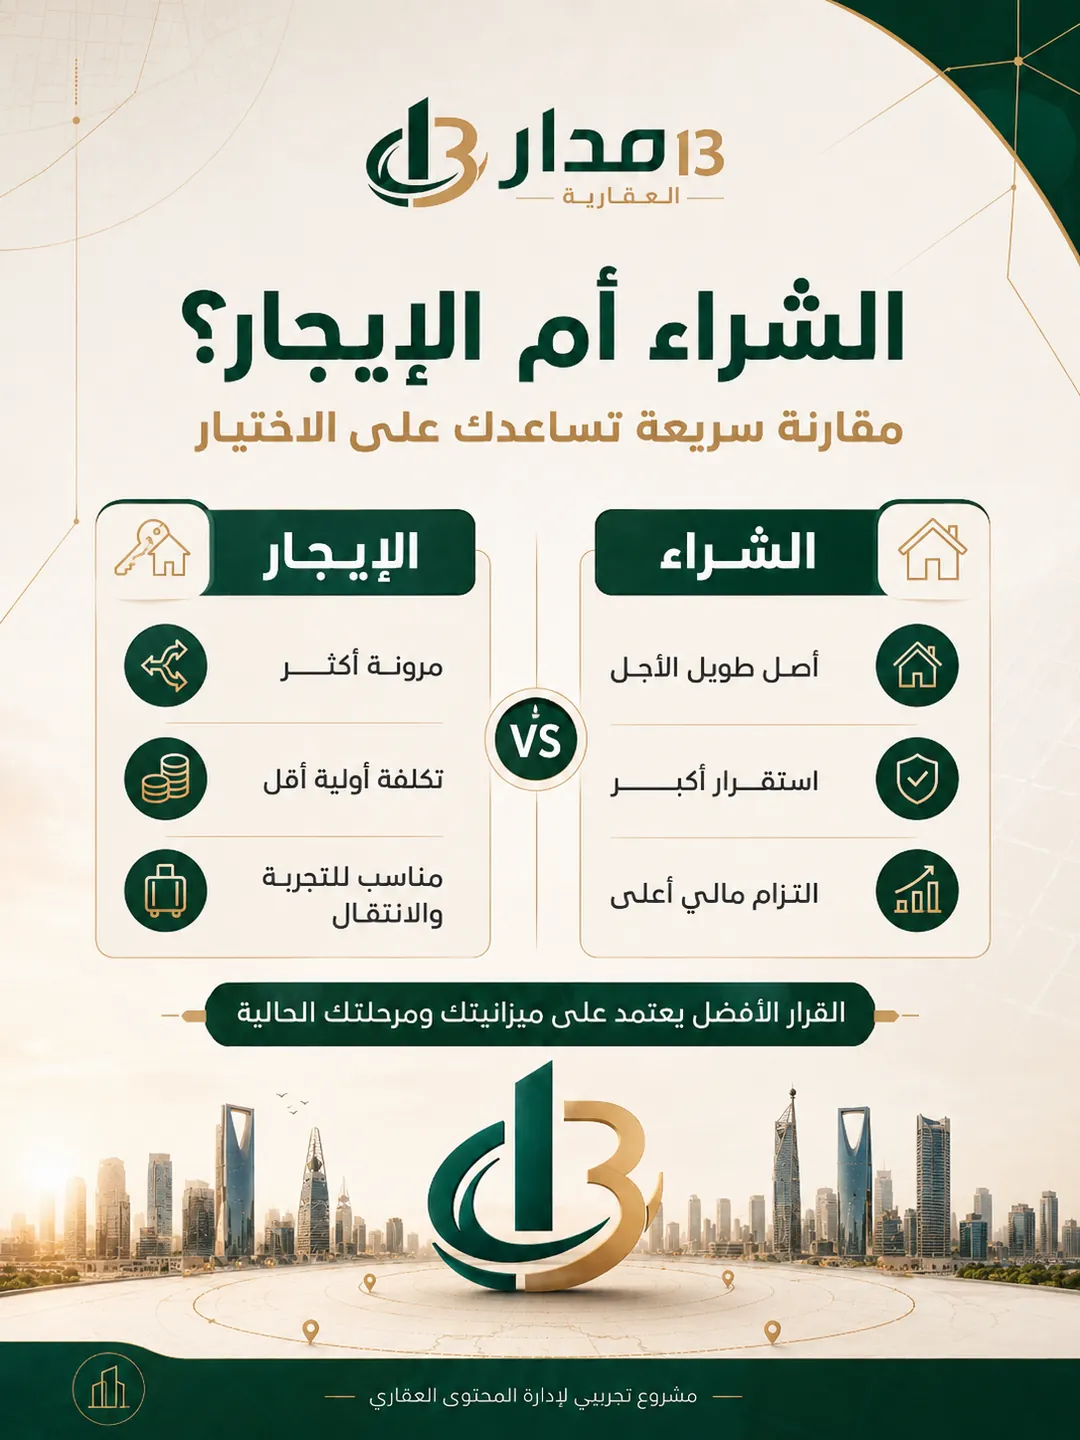 مدار 13
العقارية
الشراء أم الإيجار؟
مقارنة سريعة تساعدك على الاختيار
الشراء
أصل طويل الأجل
استقرار أكبر
التزام مالي أعلى
VS
الإيجار
مرونة أكثر
تكلفة أولية أقل
مناسب للتجربة
والانتقال
القرار الأفضل يعتمد على ميزانيتك ومرحلتك الحالية
مشروع تجريبي لإدارة المحتوى العقاري